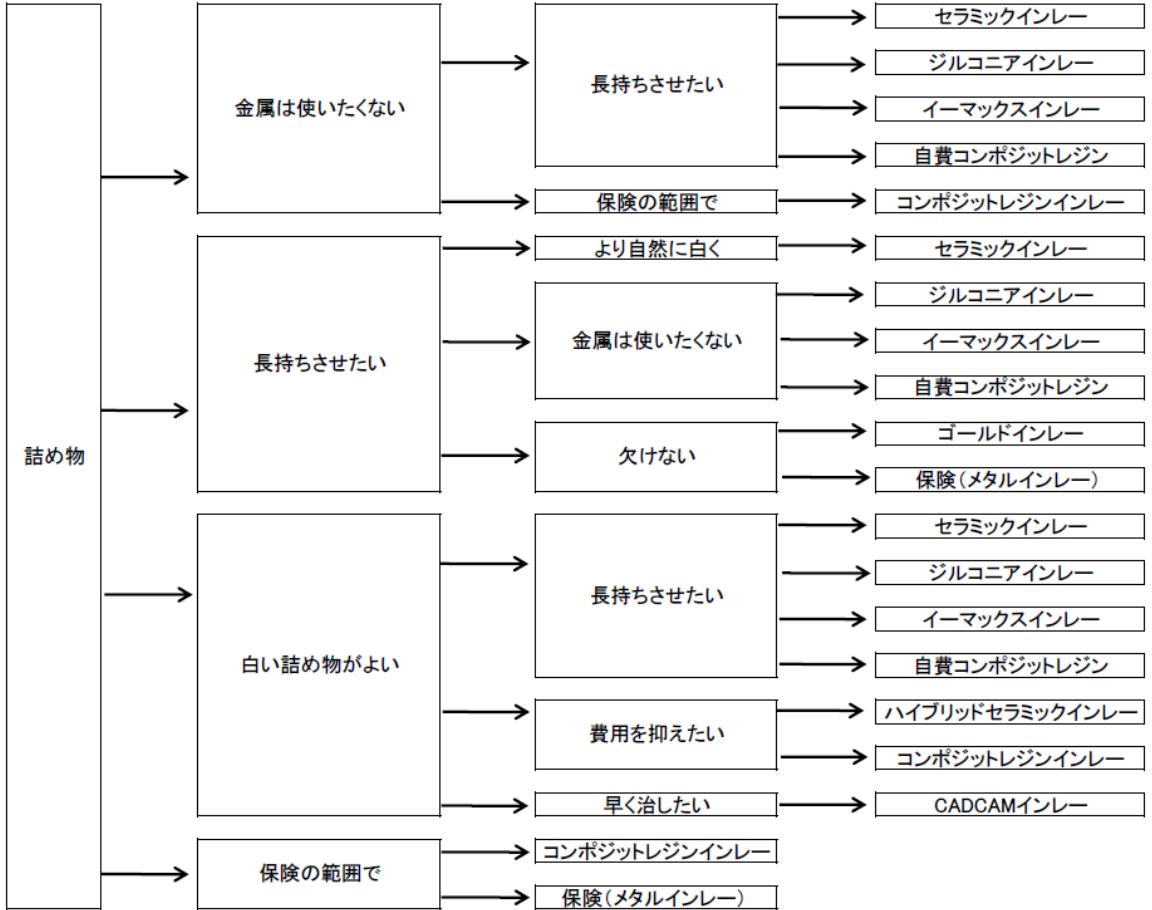 詰め物
金属は使いたくない
長持ちさせたい
セラミックインレー
ジルコニアインレー
イーマックスインレー
自費コンポジットレジン
保険の範囲で
コンポジットレジンインレー
長持ちさせたい
より自然に白く
セラミックインレー
金属は使いたくない
ジルコニアインレー
イーマックスインレー
自費コンポジットレジン
欠けない
ゴールドインレー
保険(メタルインレー)
白い詰め物がよい
長持ちさせたい
セラミックインレー
ジルコニアインレー
イーマックスインレー
自費コンポジットレジン
費用を抑えたい
ハイブリッドセラミックインレー
コンポジットレジンインレー
早く治したい
CADCAMインレー
保険の範囲で
コンポジットレジンインレー
保険(メタルインレー)